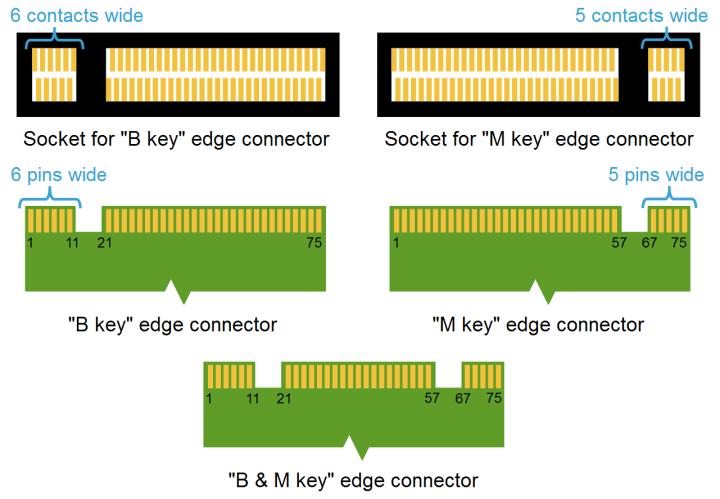 6 contacts wide
5 contacts wide
Socket for "B key" edge connector
Socket for "M key" edge connector
6 pins wide
5 pins wide
1 11 21 75
1 57 67 75
"B key" edge connector
"M key" edge connector
1 11 21 57 67 75
"B & M key" edge connector